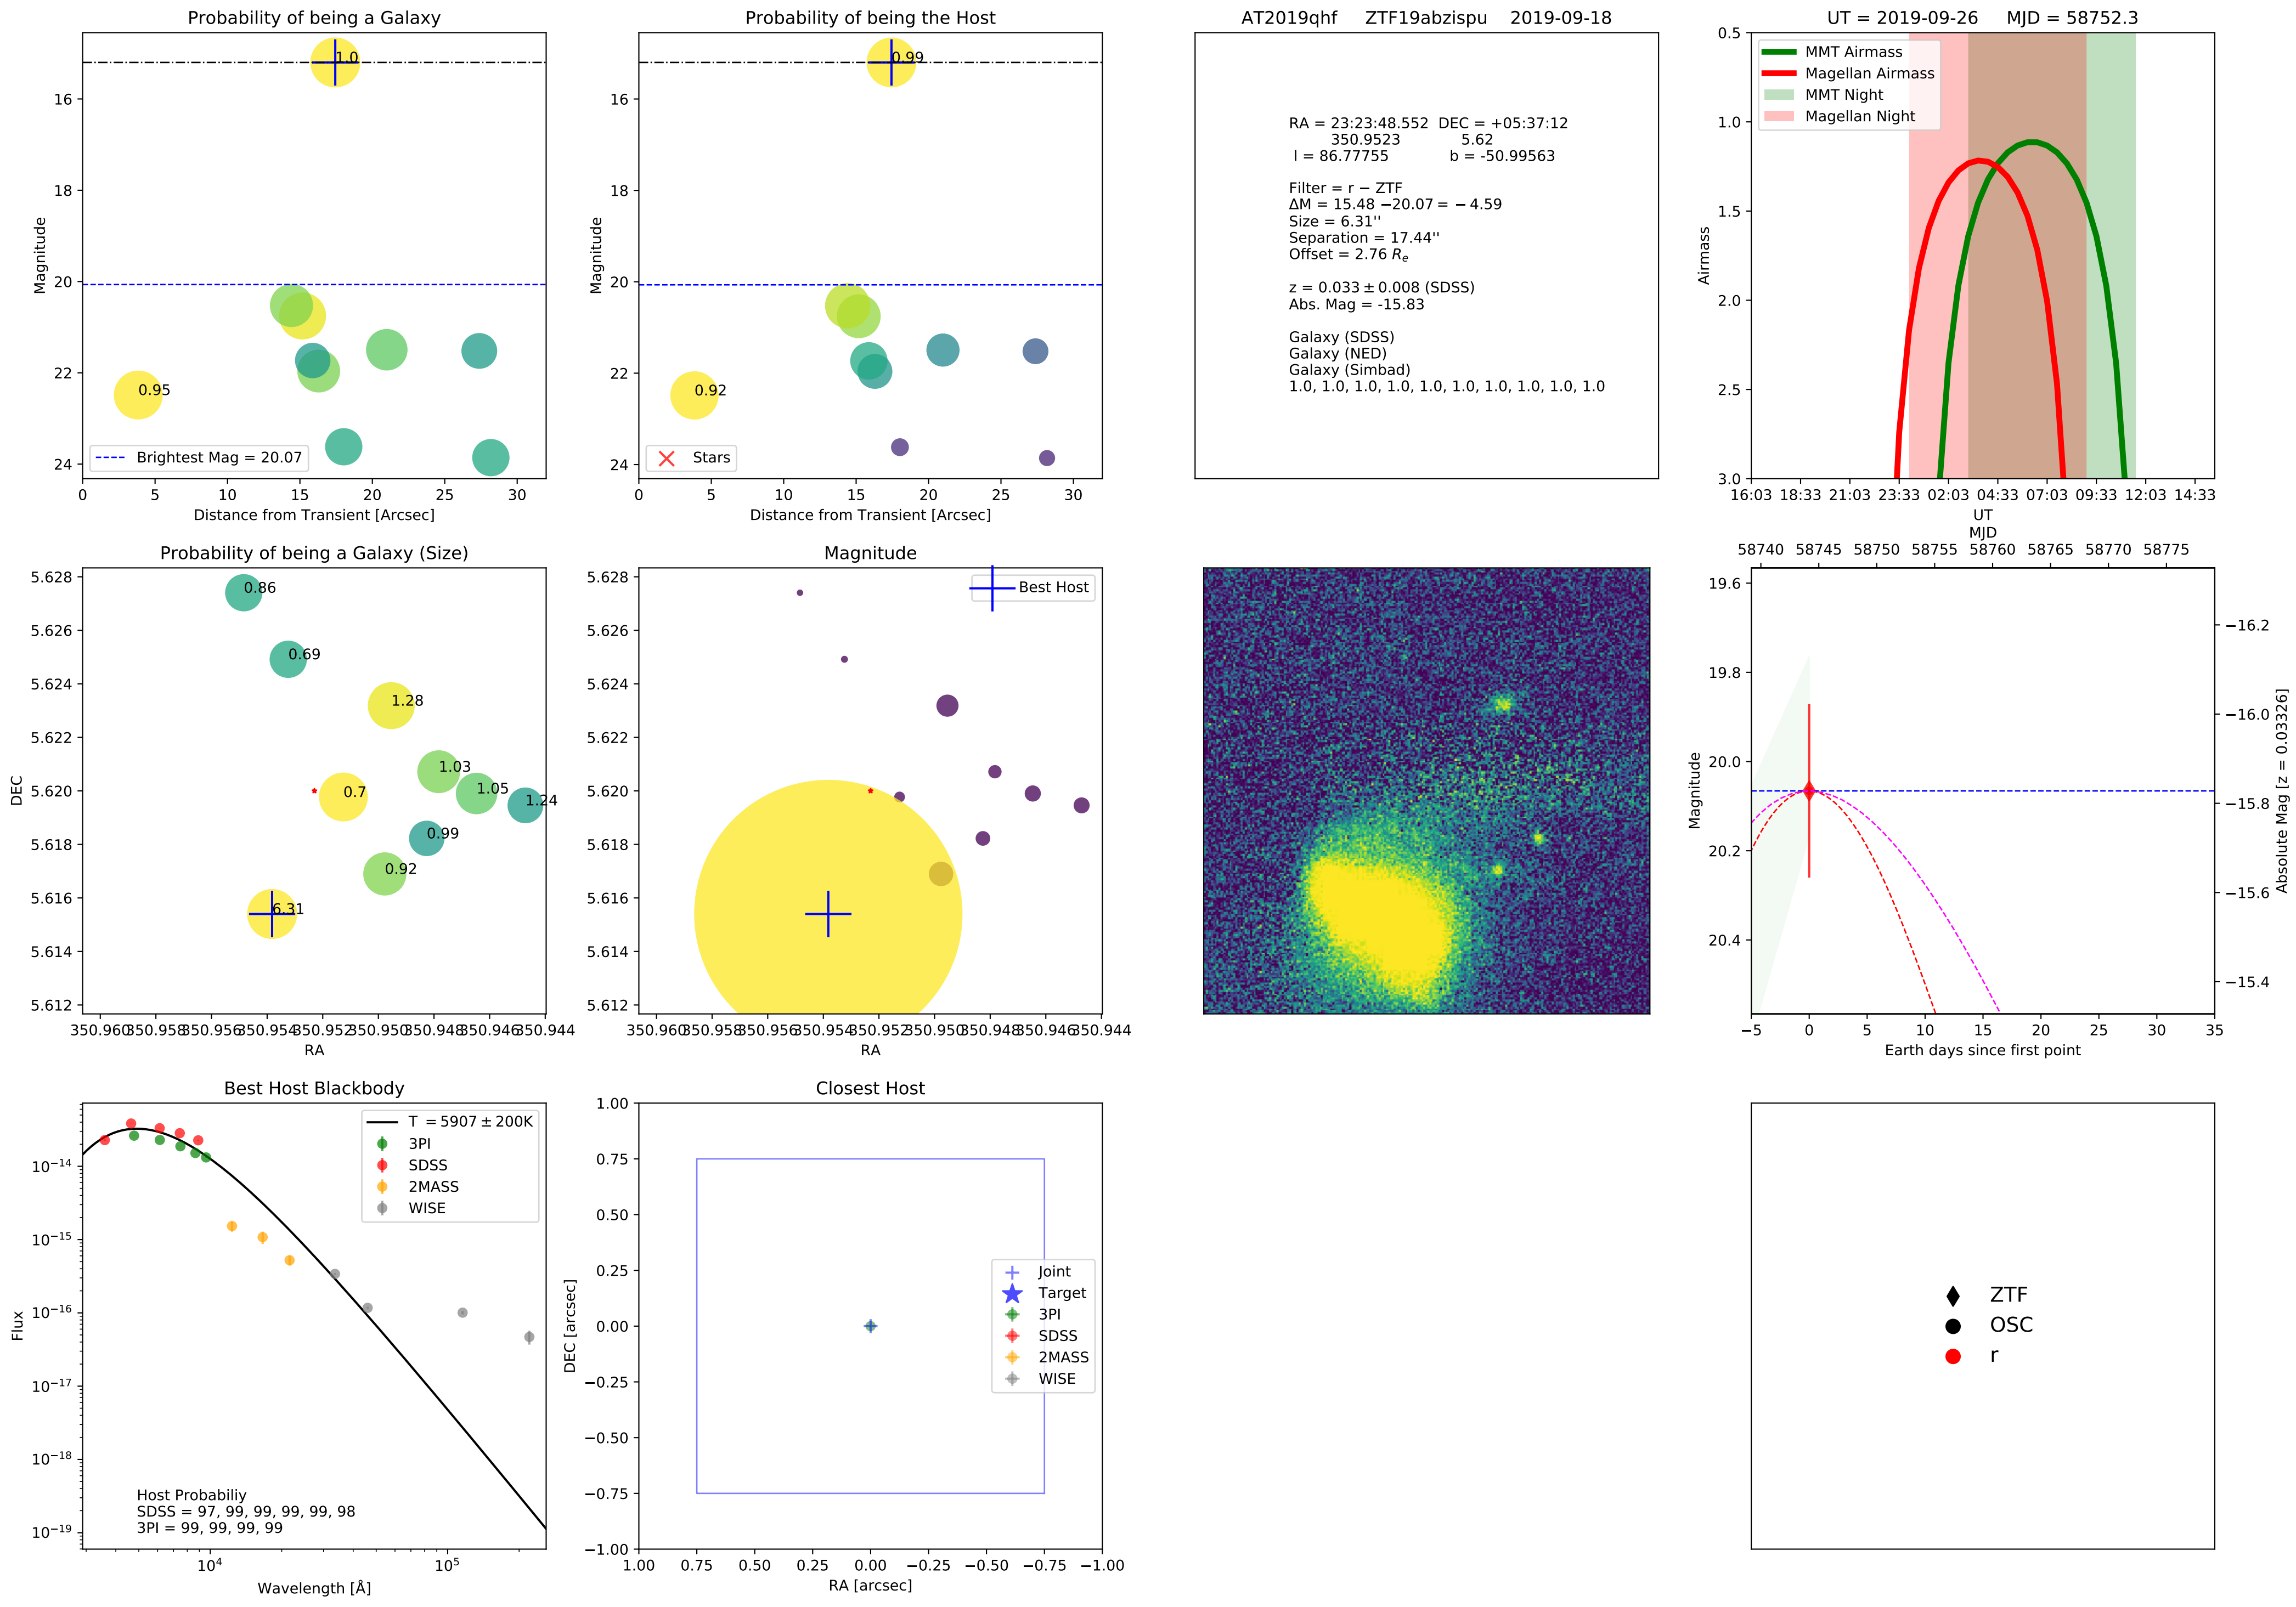 Probability of being a Galaxy
Magnitude
16
18
20
22
24
1.0
0.95
Brightest Mag = 20.07
0 5 10 15 20 25 30
Distance from Transient [Arcsec]
Probability of being the Host
Magnitude
16
18
20
22
24
0.99
0.92
Stars
0 5 10 15 20 25 30
Distance from Transient [Arcsec]
AT2019qhf ZTF19abzispu 2019-09-18
RA = 23:23:48.552 DEC = +05:37:12
350.9523 5.62
l = 86.77755 b = -50.99563
Filter = r − ZTF
ΔM = 15.48 −20.07 = −4.59
Size = 6.31''
Separation = 17.44''
Offset = 2.76 Re
z = 0.033 ± 0.008 (SDSS)
Abs. Mag = -15.83
Galaxy (SDSS)
Galaxy (NED)
Galaxy (Simbad)
1.0, 1.0, 1.0, 1.0, 1.0, 1.0, 1.0, 1.0, 1.0, 1.0
UT = 2019-09-26 MJD = 58752.3
Airmass
0.5
1.0
1.5
2.0
2.5
3.0
MMT Airmass
Magellan Airmass
MMT Night
Magellan Night
16:03 18:33 21:03 23:33 02:03 04:33 07:03 09:33 12:03 14:33
UT
Probability of being a Galaxy (Size)
DEC
5.628
5.626
5.624
5.622
5.620
5.618
5.616
5.614
5.612
0.86
0.69
1.28
1.03
1.05
0.7
1.24
0.99
0.92
6.31
350.960 350.958 350.956 350.954 350.952 350.950 350.948 350.946 350.944
RA
Magnitude
5.628
5.626
5.624
5.622
5.620
5.618
5.616
5.614
5.612
Best Host
350.960 350.958 350.956 350.954 350.952 350.950 350.948 350.946 350.944
RA
MJD
58740 58745 58750 58755 58760 58765 58770 58775
Magnitude
19.6
19.8
20.0
20.2
20.4
−16.2
−16.0
−15.8
−15.6
−15.4
Absolute Mag [z = 0.03326]
−5 0 5 10 15 20 25 30 35
Earth days since first point
Best Host Blackbody
Flux
10−14
10−15
10−16
10−17
10−18
10−19
T = 5907 ± 200K
3PI
SDSS
2MASS
WISE
Host Probabiliy
SDSS = 97, 99, 99, 99, 99, 98
3PI = 99, 99, 99, 99
104 105
Wavelength [Å]
Closest Host
DEC [arcsec]
1.00
0.75
0.50
0.25
0.00
−0.25
−0.50
−0.75
−1.00
Joint
Target
3PI
SDSS
2MASS
WISE
1.00 0.75 0.50 0.25 0.00 −0.25 −0.50 −0.75 −1.00
RA [arcsec]
ZTF
OSC
r